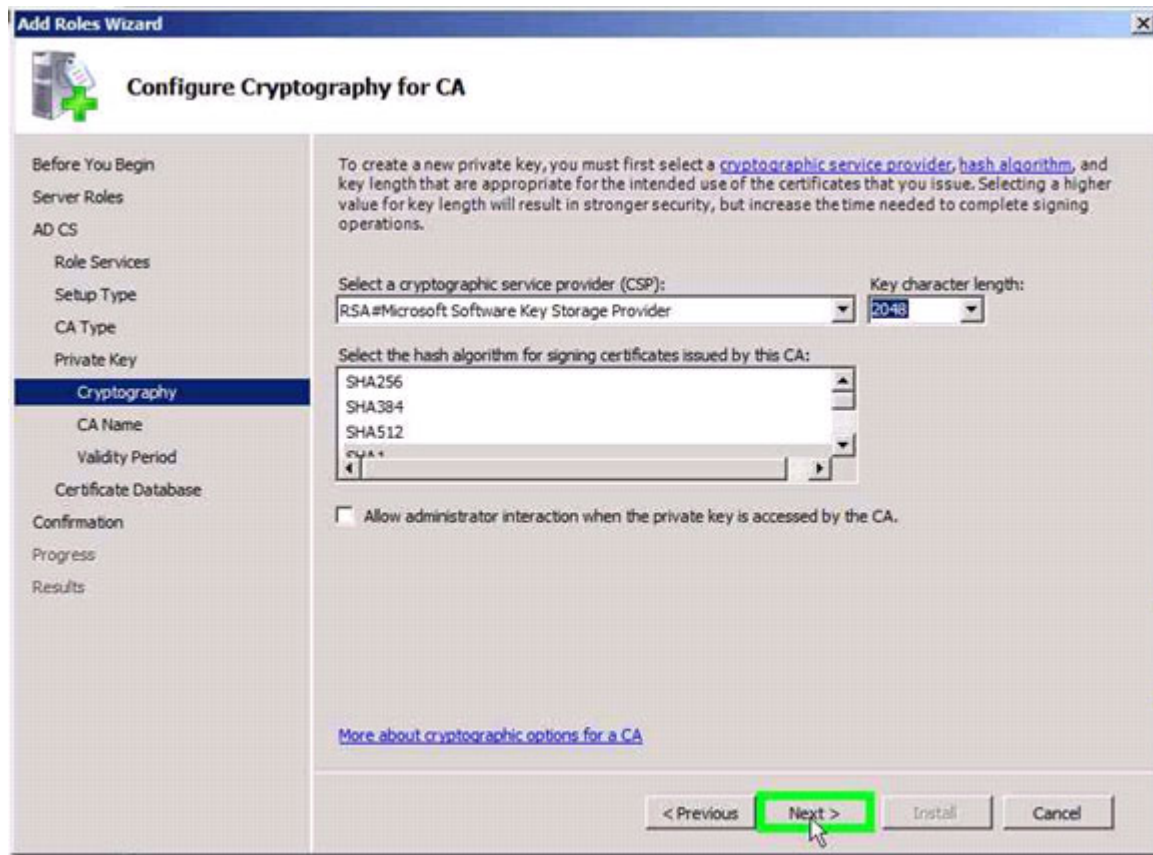 Add Roles Wizard
Configure Cryptography for CA
Before You Begin
Server Roles
AD CS
Role Services
Setup Type
CA Type
Private Key
Cryptography
CA Name
Validity Period
Certificate Database
Confirmation
Progress
Results
To create a new private key, you must first select a cryptographic service provider, hash algorithm, and
key length that are appropriate for the intended use of the certificates that you issue. Selecting a higher
value for key length will result in stronger security, but increase the time needed to complete signing
operations.
Select a cryptographic service provider (CSP):
Key character length:
RSA#Microsoft Software Key Storage Provider
2048
Select the hash algorithm for signing certificates issued by this CA:
SHA256
SHA384
SHA512
SHA1
Allow administrator interaction when the private key is accessed by the CA.
More about cryptographic options for a CA
< Previous
Next >
Install
Cancel